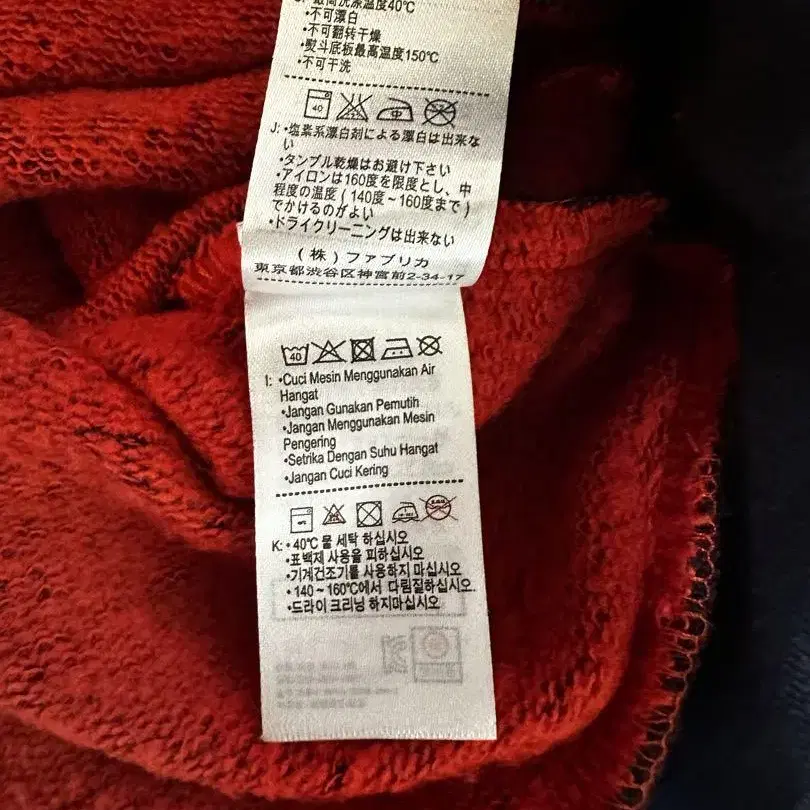 最高洗涤温度40℃
•不可漂白
•不可翻转干燥
•熨斗底板最高温度150℃
•不可干洗
40 中
J: •塩素系漂白剤による漂白は出来な
い
•タンブル乾燥はお避け下さい
•アイロンは160度を限度とし、中
程度の温度 ( 140度～160度まで )
でかけるのがよい
•ドライクリーニングは出来ない
( 株 ) ファブリカ
東京都渋谷区神宮前2-34-17
40
I: •Cuci Mesin Menggunakan Air
Hangat
•Jangan Gunakan Pemutih
•Jangan Menggunakan Mesin
Pengering
•Setrika Dengan Suhu Hangat
•Jangan Cuci Kering
K: • 40℃ 물 세탁 하십시오
•표백제 사용을 피하십시오
•기계건조기를 사용하지 마십시오
• 140 ~ 160℃에서 다림질하십시오.
•드라이 크리닝 하지마십시오